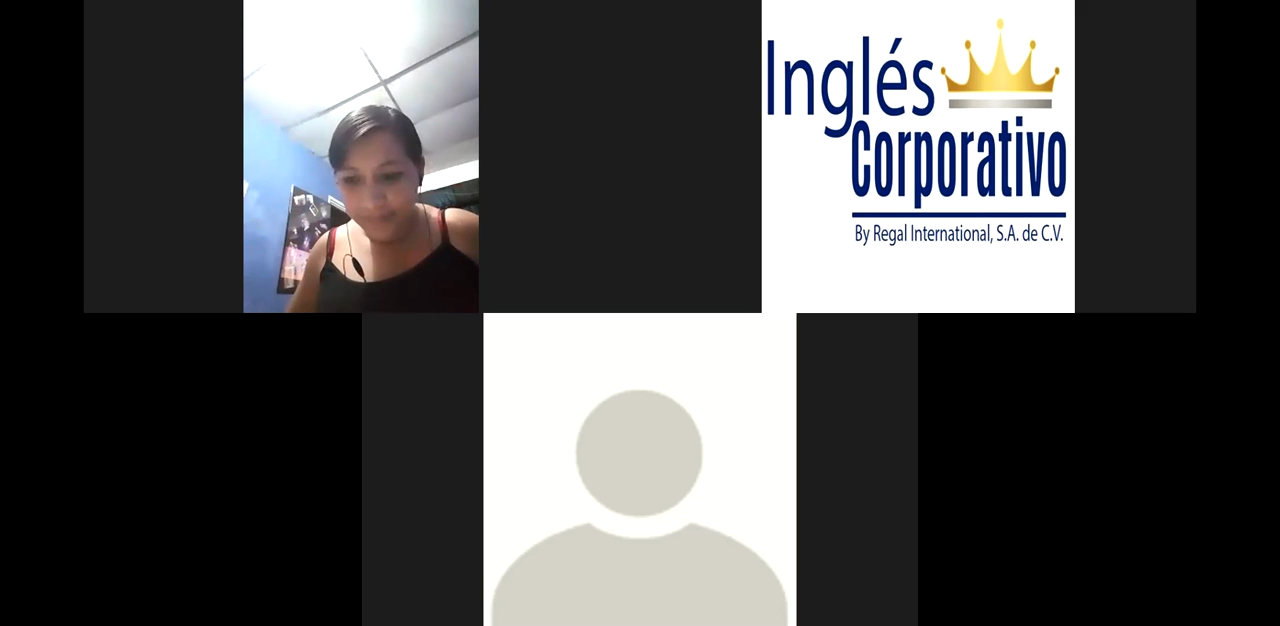 Inglés
Corporativo
By Regal International, S.A. de C.V.